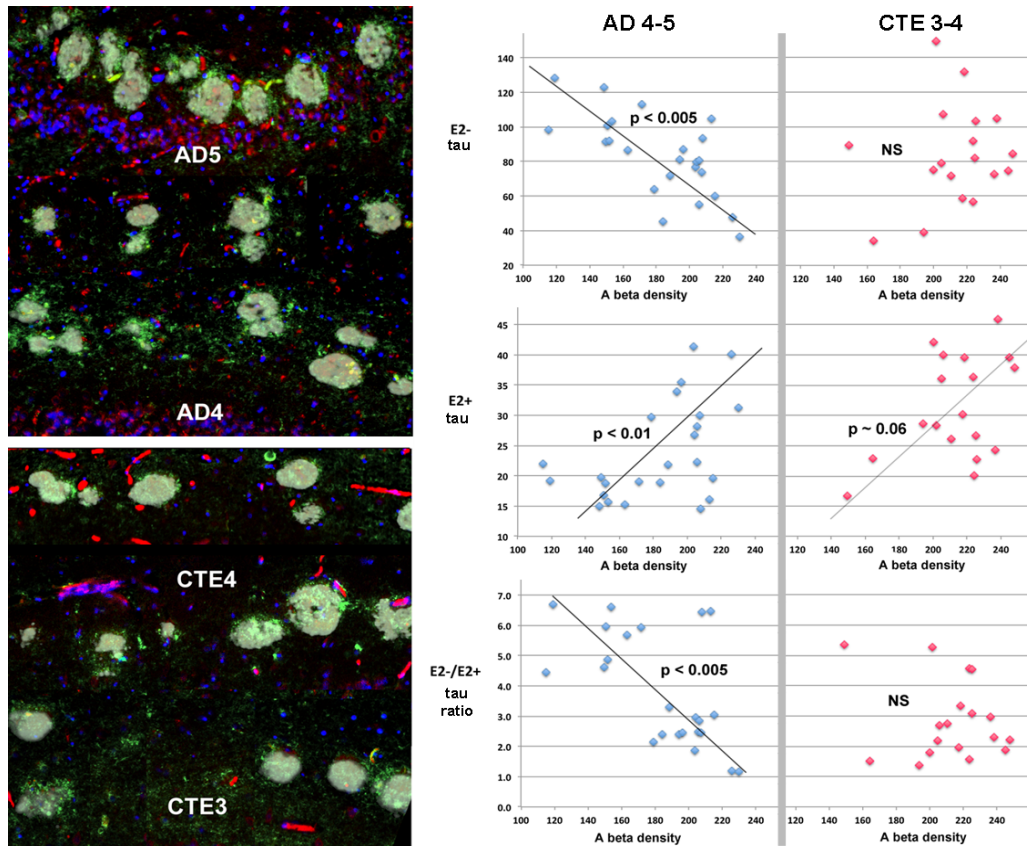 AD5
AD4
CTE4
CTE3
AD 4-5
CTE 3-4
E2-
tau
140
120
100
80
60
40
20
p < 0.005
NS
100 120 140 160 180 200 220 240
160 180 200 220 240
A beta density
A beta density
E2+
tau
45
40
35
30
25
20
15
10
p < 0.01
p ~ 0.06
100 120 140 160 180 200 220 240
120 140 160 180 200 220 240
A beta density
A beta density
E2-/E2+
tau
ratio
7.0
6.0
5.0
4.0
3.0
2.0
1.0
0.0
p < 0.005
NS
100 120 140 160 180 200 220 240
120 140 160 180 200 220 240
A beta density
A beta density